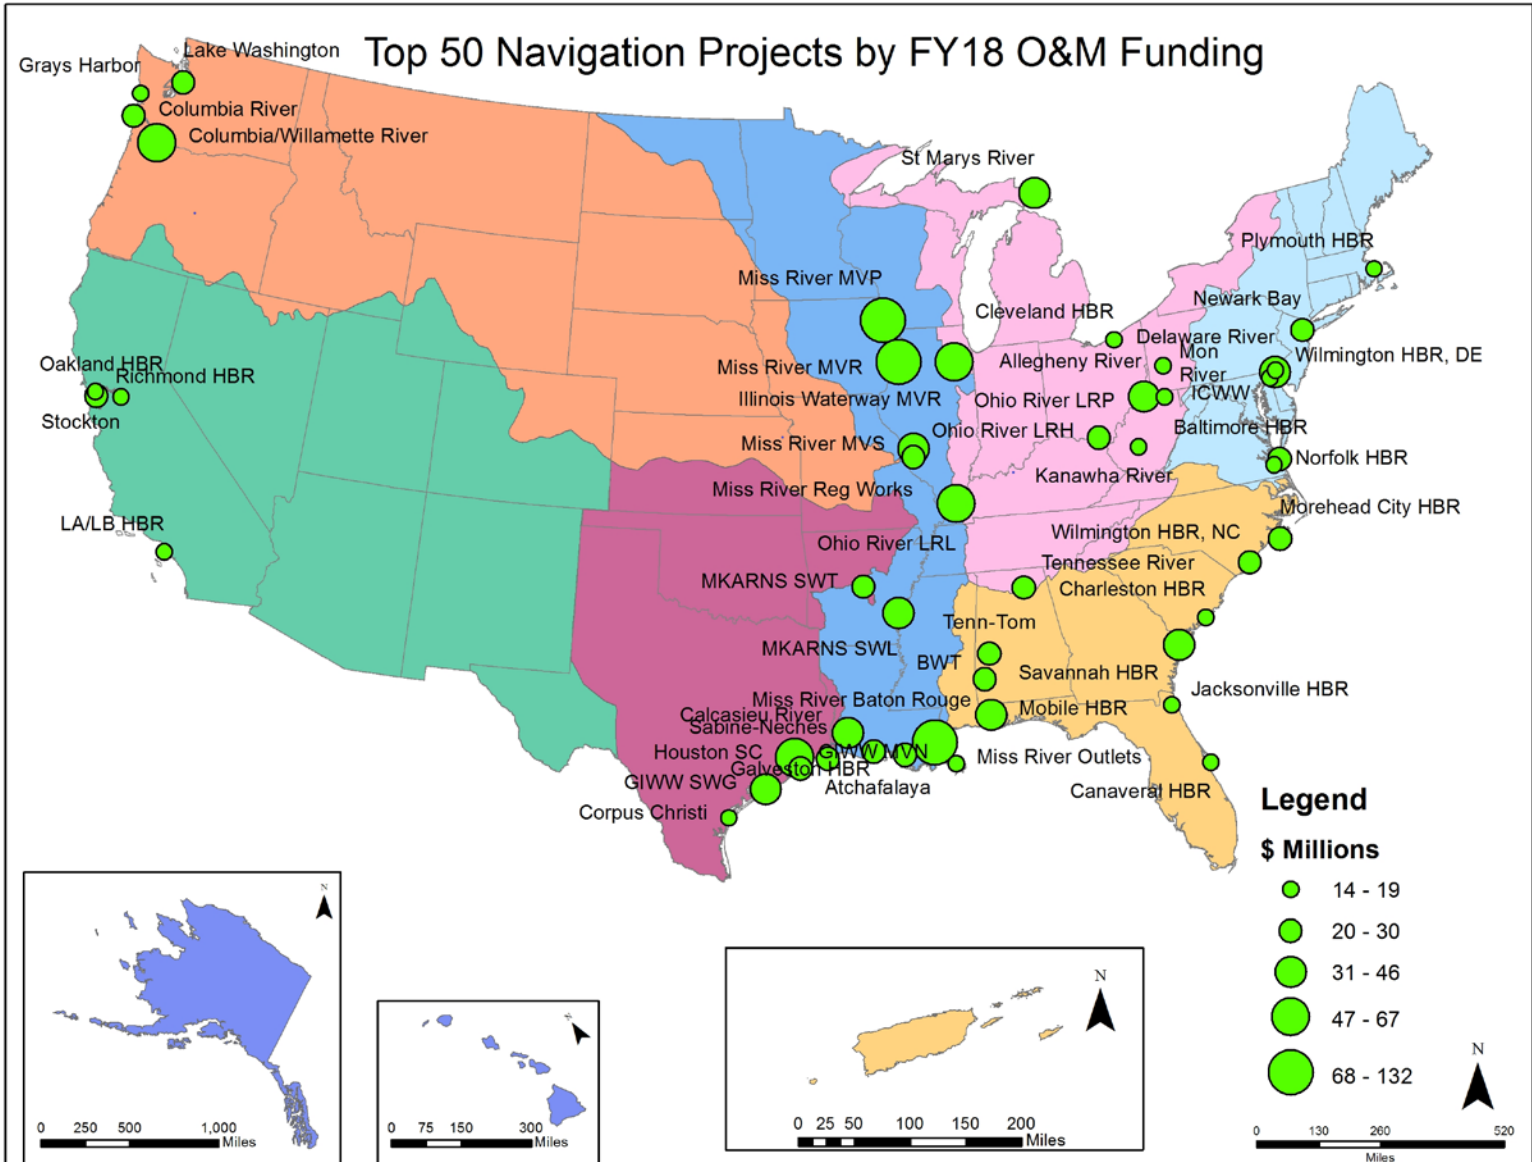 Top 50 Navigation Projects by FY18 O&M Funding
Lake Washington
Grays Harbor
Columbia River
Columbia/Willamette River
St Marys River
Plymouth HBR
Miss River MVP
Newark Bay
Cleveland HBR
Delaware River
Allegheny River
Mon
River
Wilmington HBR, DE
Miss River MVR
Oakland HBR
Richmond HBR
Illinois Waterway MVR
Ohio River LRP
ICWW
Stockton
Baltimore HBR
Ohio River LRH
Miss River MVS
Norfolk HBR
Kanawha River
Miss River Reg Works
Morehead City HBR
LA/LB HBR
Wilmington HBR, NC
Ohio River LRL
Tennessee River
MKARNS SWT
Charleston HBR
Tenn-Tom
MKARNS SWL
BWT
Savannah HBR
Jacksonville HBR
Miss River Baton Rouge
Mobile HBR
Calcasieu River
Sabine-Neches
Houston SC
GIWW MVN
Miss River Outlets
Galveston HBR
GIWW SWG
Atchafalaya
Canaveral HBR
Corpus Christi
Legend
$ Millions
14 - 19
20 - 30
31 - 46
47 - 67
68 - 132
N
0 250 500 1,000
Miles
N
0 75 150 300
Miles
N
0 25 50 100 150 200
Miles
N
0 130 260 520
Miles